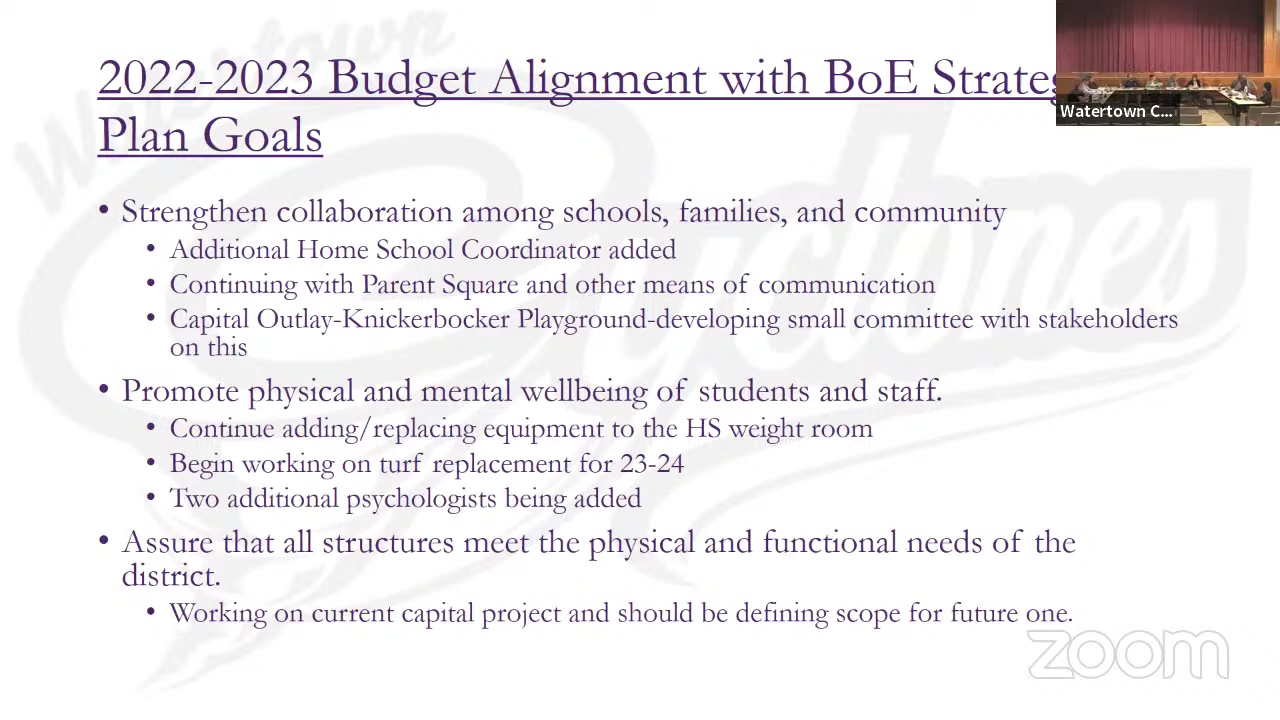 2022-2023 Budget Alignment with BoE Strateg
Plan Goals
Watertown C...
• Strengthen collaboration among schools, families, and community
• Additional Home School Coordinator added
• Continuing with Parent Square and other means of communication
• Capital Outlay-Knickerbocker Playground-developing small committee with stakeholders
on this
• Promote physical and mental wellbeing of students and staff.
• Continue adding/replacing equipment to the HS weight room
• Begin working on turf replacement for 23-24
• Two additional psychologists being added
• Assure that all structures meet the physical and functional needs of the
district.
• Working on current capital project and should be defining scope for future one.
zoom
Watertown
Cyclones